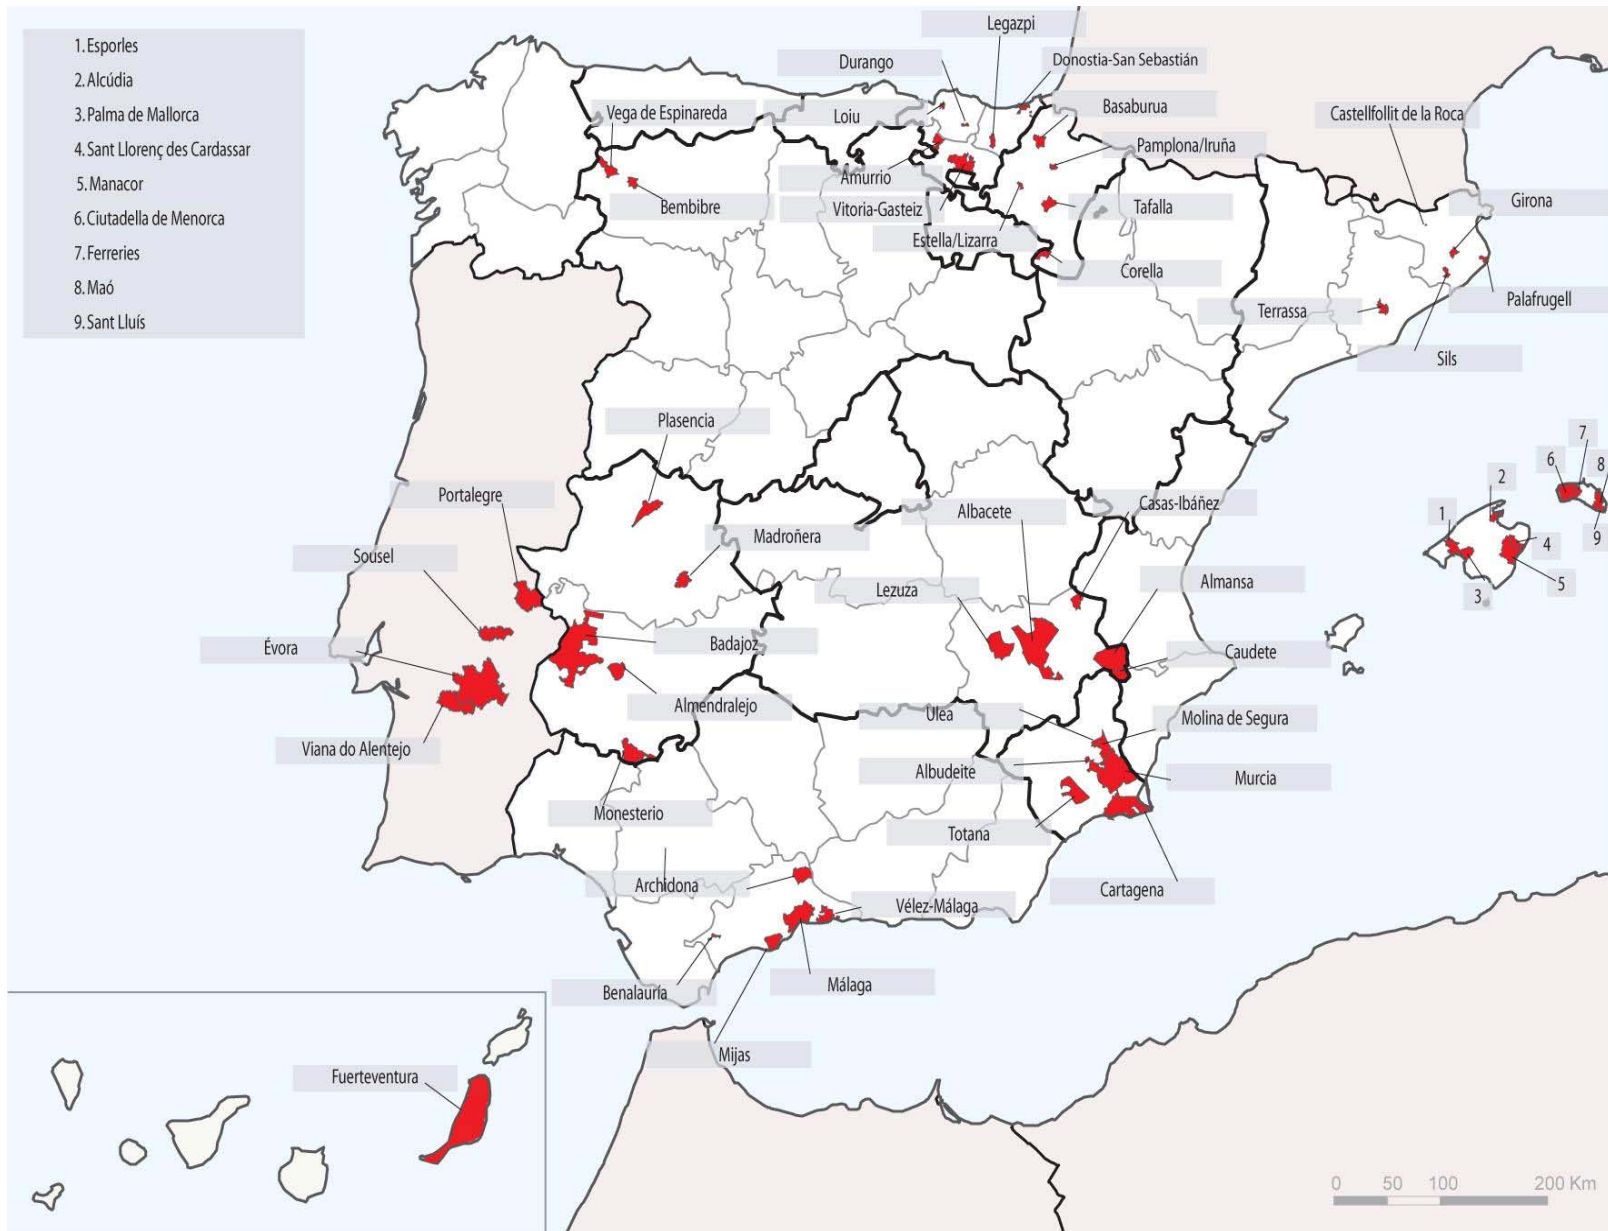 1. Esporles
2. Alcúdia
3. Palma de Mallorca
4. Sant Llorenç des Cardassar
5. Manacor
6. Ciutadella de Menorca
7. Ferreries
8. Maó
9. Sant Lluís
Legazpi
Durango
Donostia-San Sebastián
Vega de Espinareda
Loiu
Basaburua
Castellfollit de la Roca
Pamplona/Iruña
Amurrio
Bembibre
Vitoria-Gasteiz
Tafalla
Girona
Estella/Lizarra
Corella
Terrassa
Palafrugell
Sils
Plasencia
Portalegre
Casas-Ibáñez
Albacete
Madroñera
Sousel
Almansa
Lezuza
Évora
Badajoz
Caudete
Almendralejo
Ulea
Molina de Segura
Viana do Alentejo
Albudeite
Murcia
Monesterio
Totana
Archidona
Cartagena
Vélez-Málaga
Benalauría
Málaga
Mijas
Fuerteventura
1
2
3
4
5
6
7
8
9
0 50 100 200 Km